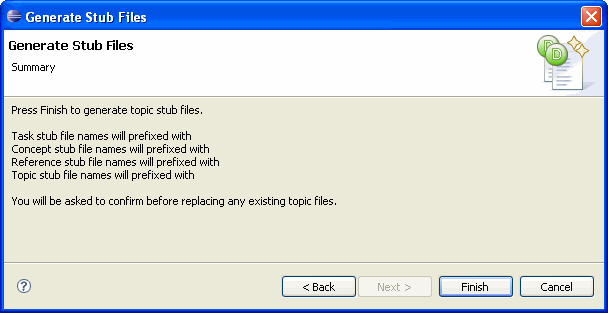 Generate Stub Files
Generate Stub Files
Summary
D
D
Press Finish to generate topic stub files.
Task stub file names will prefixed with
Concept stub file names will prefixed with
Reference stub file names will prefixed with
Topic stub file names will prefixed with
You will be asked to confirm before replacing any existing topic files.
?
< Back
Next >
Finish
Cancel